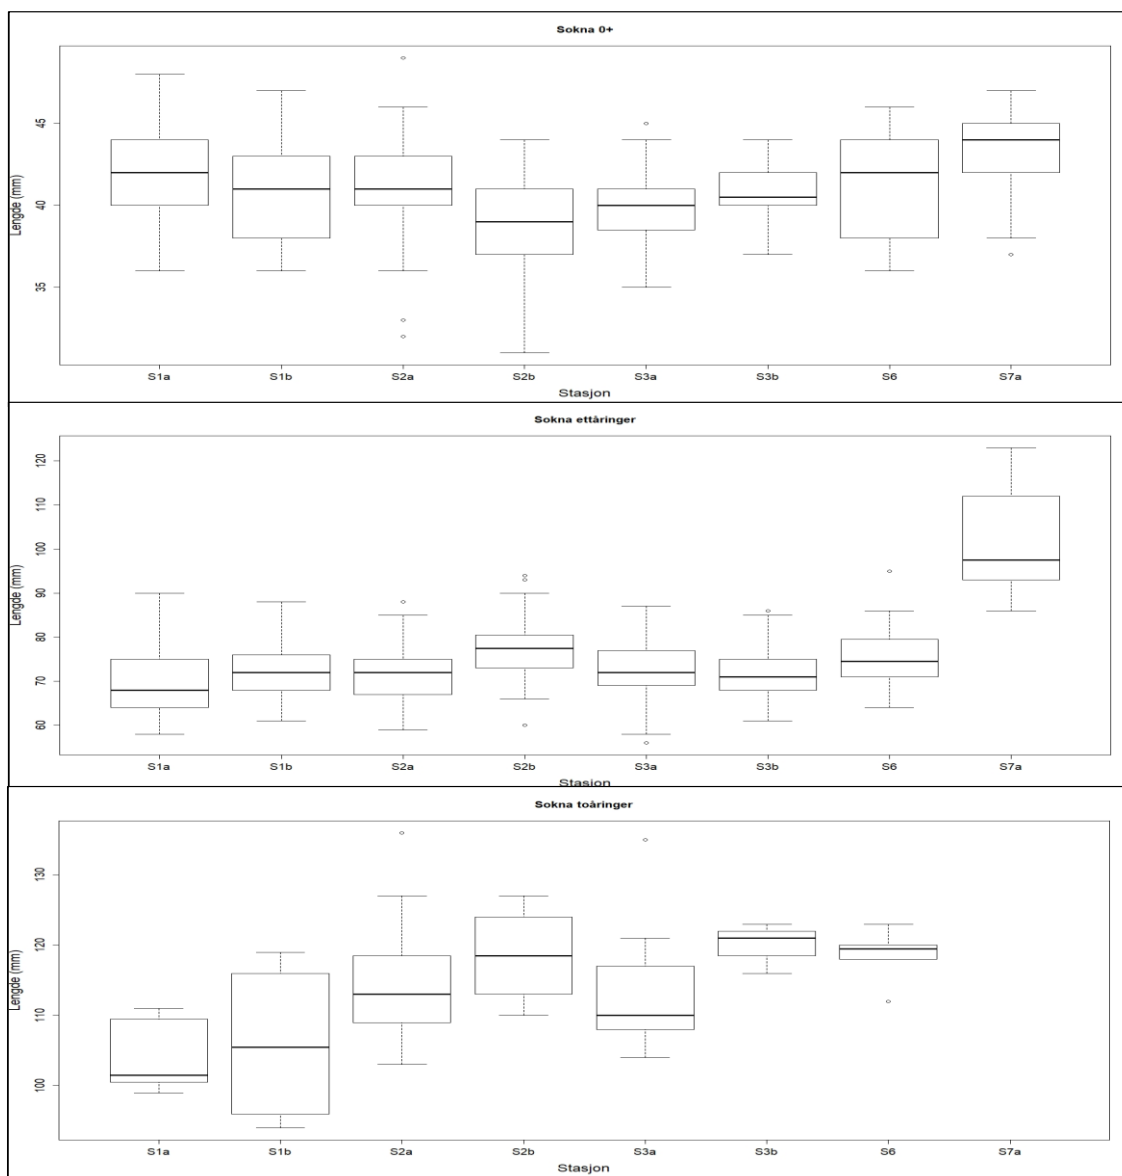 Sokna 0+
Lengde (mm)
45
40
35
S1a S1b S2a S2b S3a S3b S6 S7a
Stasjon
Sokna ettåringer
Lengde (mm)
120
110
100
90
80
70
60
S1a S1b S2a S2b S3a S3b S6 S7a
Stasjon
Sokna toåringer
Lengde (mm)
130
120
110
100
S1a S1b S2a S2b S3a S3b S6 S7a
Stasjon